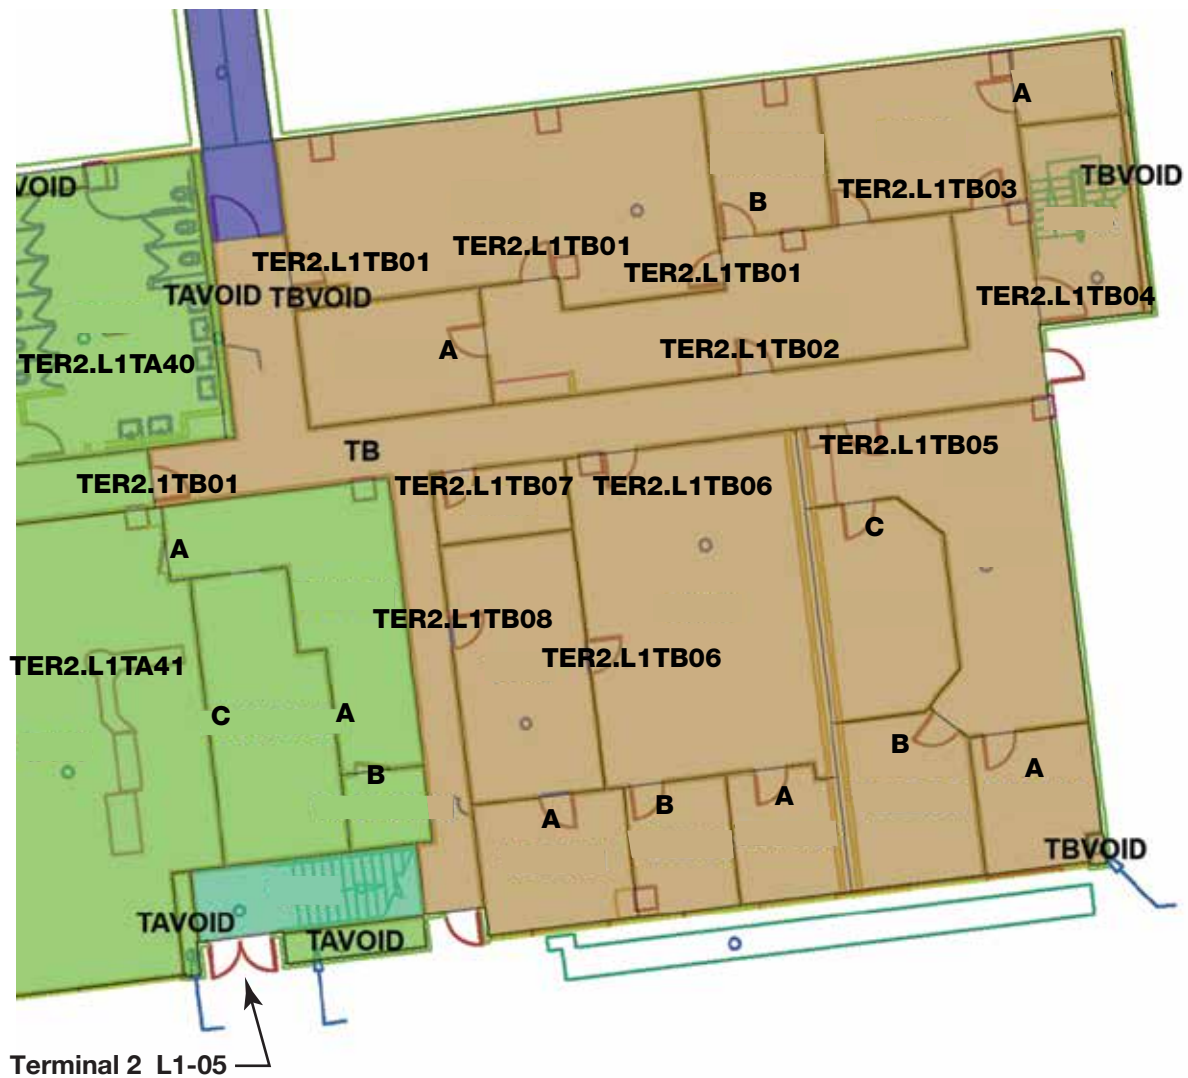 A
VOID
TBVOID
TER2.L1TB03
B
TER2.L1TB01
TER2.L1TB01
TER2.L1TB01
TAVOID TBVOID
TER2.L1TB04
TER2.L1TA40
A
TER2.L1TB02
TB
TER2.L1TB05
TER2.1TB01
TER2.L1TB07
TER2.L1TB06
C
A
TER2.L1TB08
TER2.L1TA41
TER2.L1TB06
C
A
B
B
A
A
B
A
TBVOID
TAVOID
TAVOID
Terminal 2 L1-05